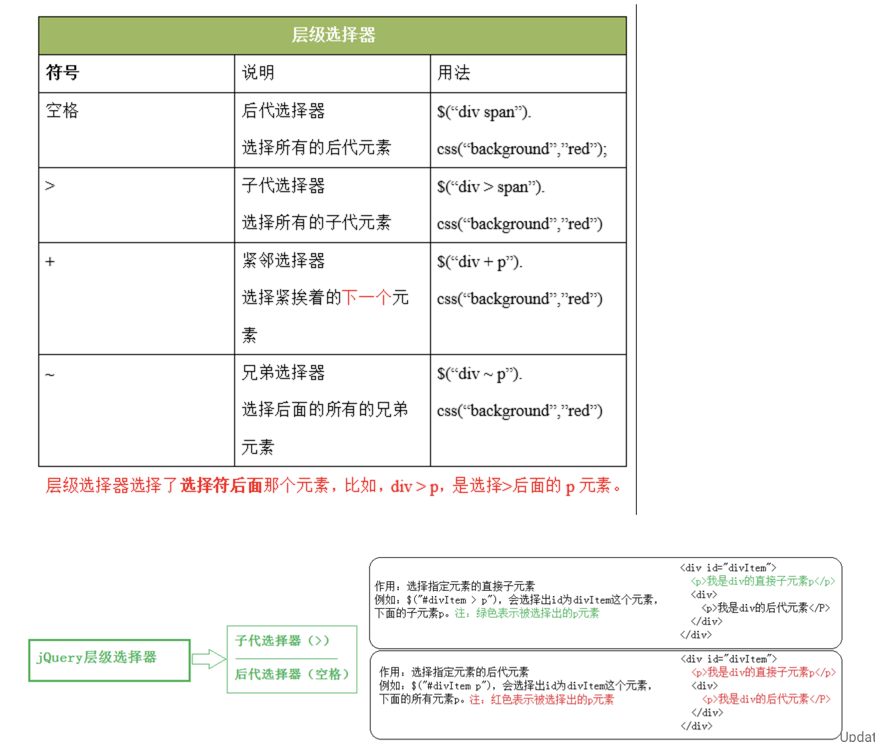 层级选择器
符号 说明 用法
空格 后代选择器 $(“div span”).
选择所有的后代元素 css(“background”,”red”);
> 子代选择器 $(“div > span”).
选择所有的子代元素 css(“background”,”red”)
+ 紧邻选择器 $(“div + p”).
选择紧挨着的下一个元 css(“background”,”red”)
素
~ 兄弟选择器 $(“div ~ p”).
选择后面的所有的兄弟 css(“background”,”red”)
元素
层级选择器选择了选择符后面那个元素，比如，div > p，是选择>后面的 p 元素。
jQuery层级选择器
子代选择器（>）
后代选择器（空格）
作用：选择指定元素的直接子元素
例如：$("#divItem > p")，会选择出id为divItem这个元素，
下面的子元素p。注：绿色表示被选择出的p元素
<div id="divItem">
<p>我是div的直接子元素p</p>
<div>
<p>我是div的后代元素</P>
</div>
</div>
作用：选择指定元素的后代元素
例如：$("#divItem p")，会选择出id为divItem这个元素，
下面的所有元素p。注：红色表示被选择出的p元素
<div id="divItem">
<p>我是div的直接子元素p</p>
<div>
<p>我是div的后代元素</P>
</div>
</div>
Updat